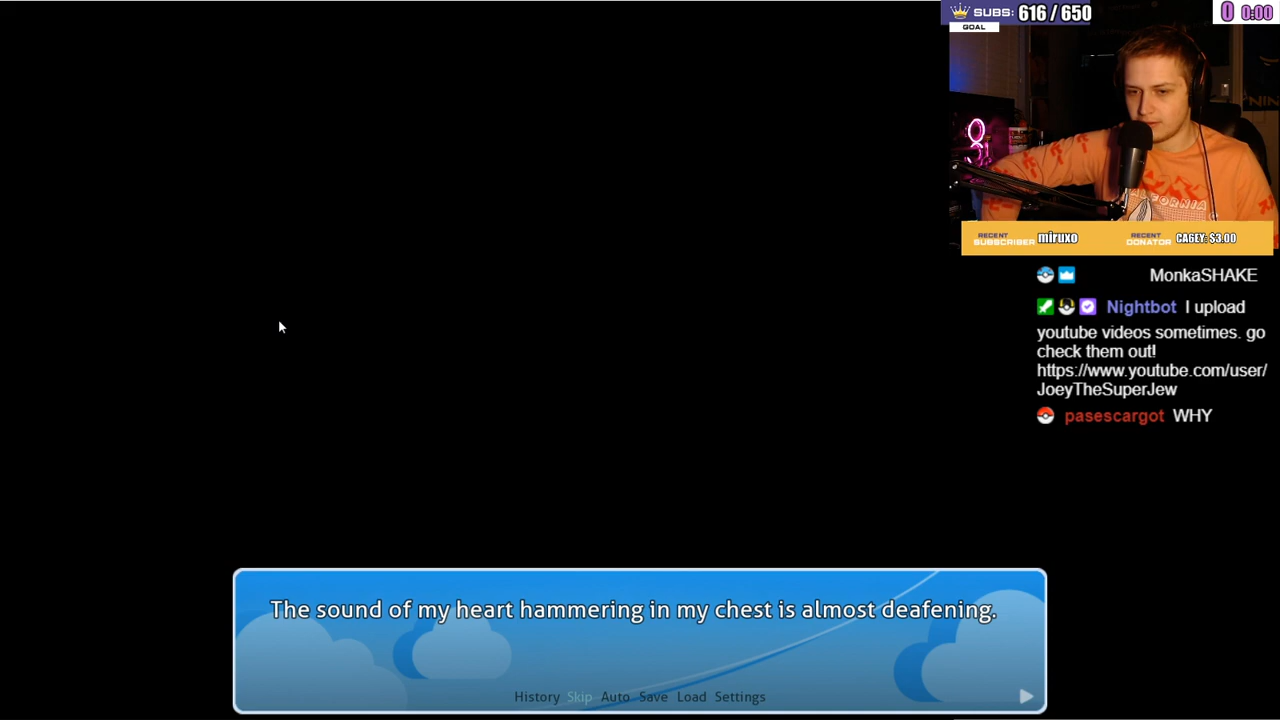 SUBS: 616 / 650
0 0:00
GOAL
RECENT SUBSCRIBER miruxo
RECENT DONATOR CA6EY: $3.00
MonkaSHAKE
Nightbot I upload
youtube videos sometimes. go
check them out!
https://www.youtube.com/user/
JoeyTheSuperJew
pasescargot WHY
The sound of my heart hammering in my chest is almost deafening.
History Skip Auto Save Load Settings